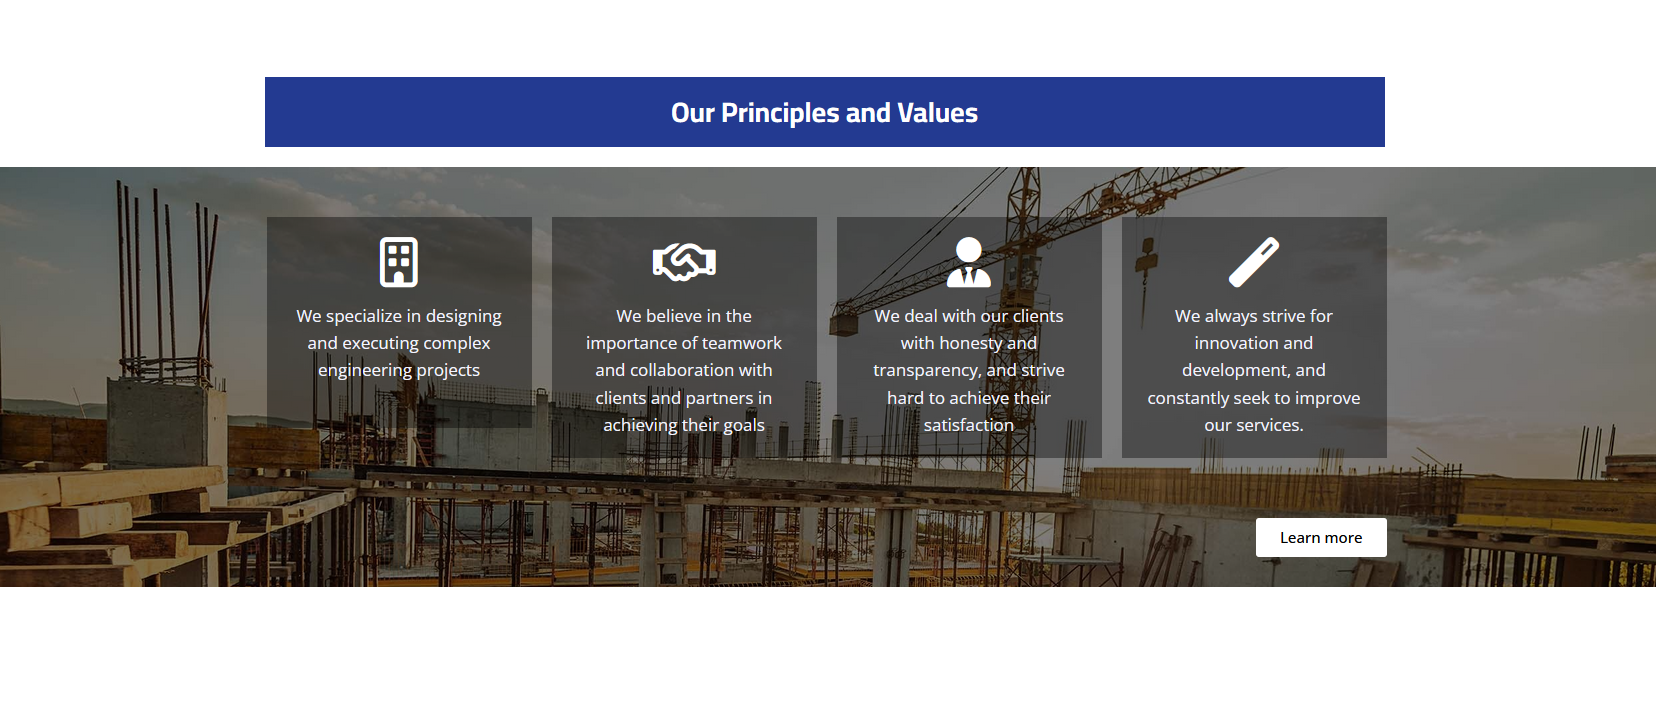 Our Principles and Values
We specialize in designing
and executing complex
engineering projects
We believe in the
importance of teamwork
and collaboration with
clients and partners in
achieving their goals
We deal with our clients
with honesty and
transparency, and strive
hard to achieve their
satisfaction
We always strive for
innovation and
development, and
constantly seek to improve
our services.
Learn more